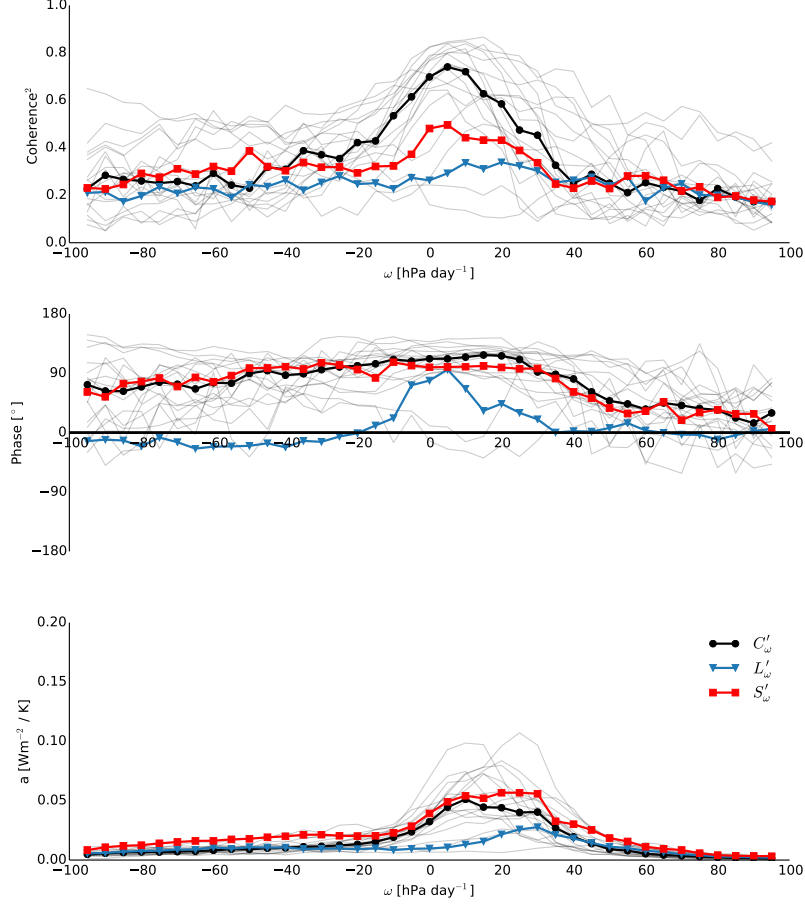 1.0
0.8
0.6
0.4
0.2
0.0
Coherence²
−100 −80 −60 −40 −20 0 20 40 60 80 100
ω [hPa day⁻¹]
180
90
0
−90
−180
Phase [°]
−100 −80 −60 −40 −20 0 20 40 60 80 100
0.20
0.15
0.10
0.05
0.00
a [Wm⁻² / K]
C′ω
L′ω
S′ω
−100 −80 −60 −40 −20 0 20 40 60 80 100
ω [hPa day⁻¹]